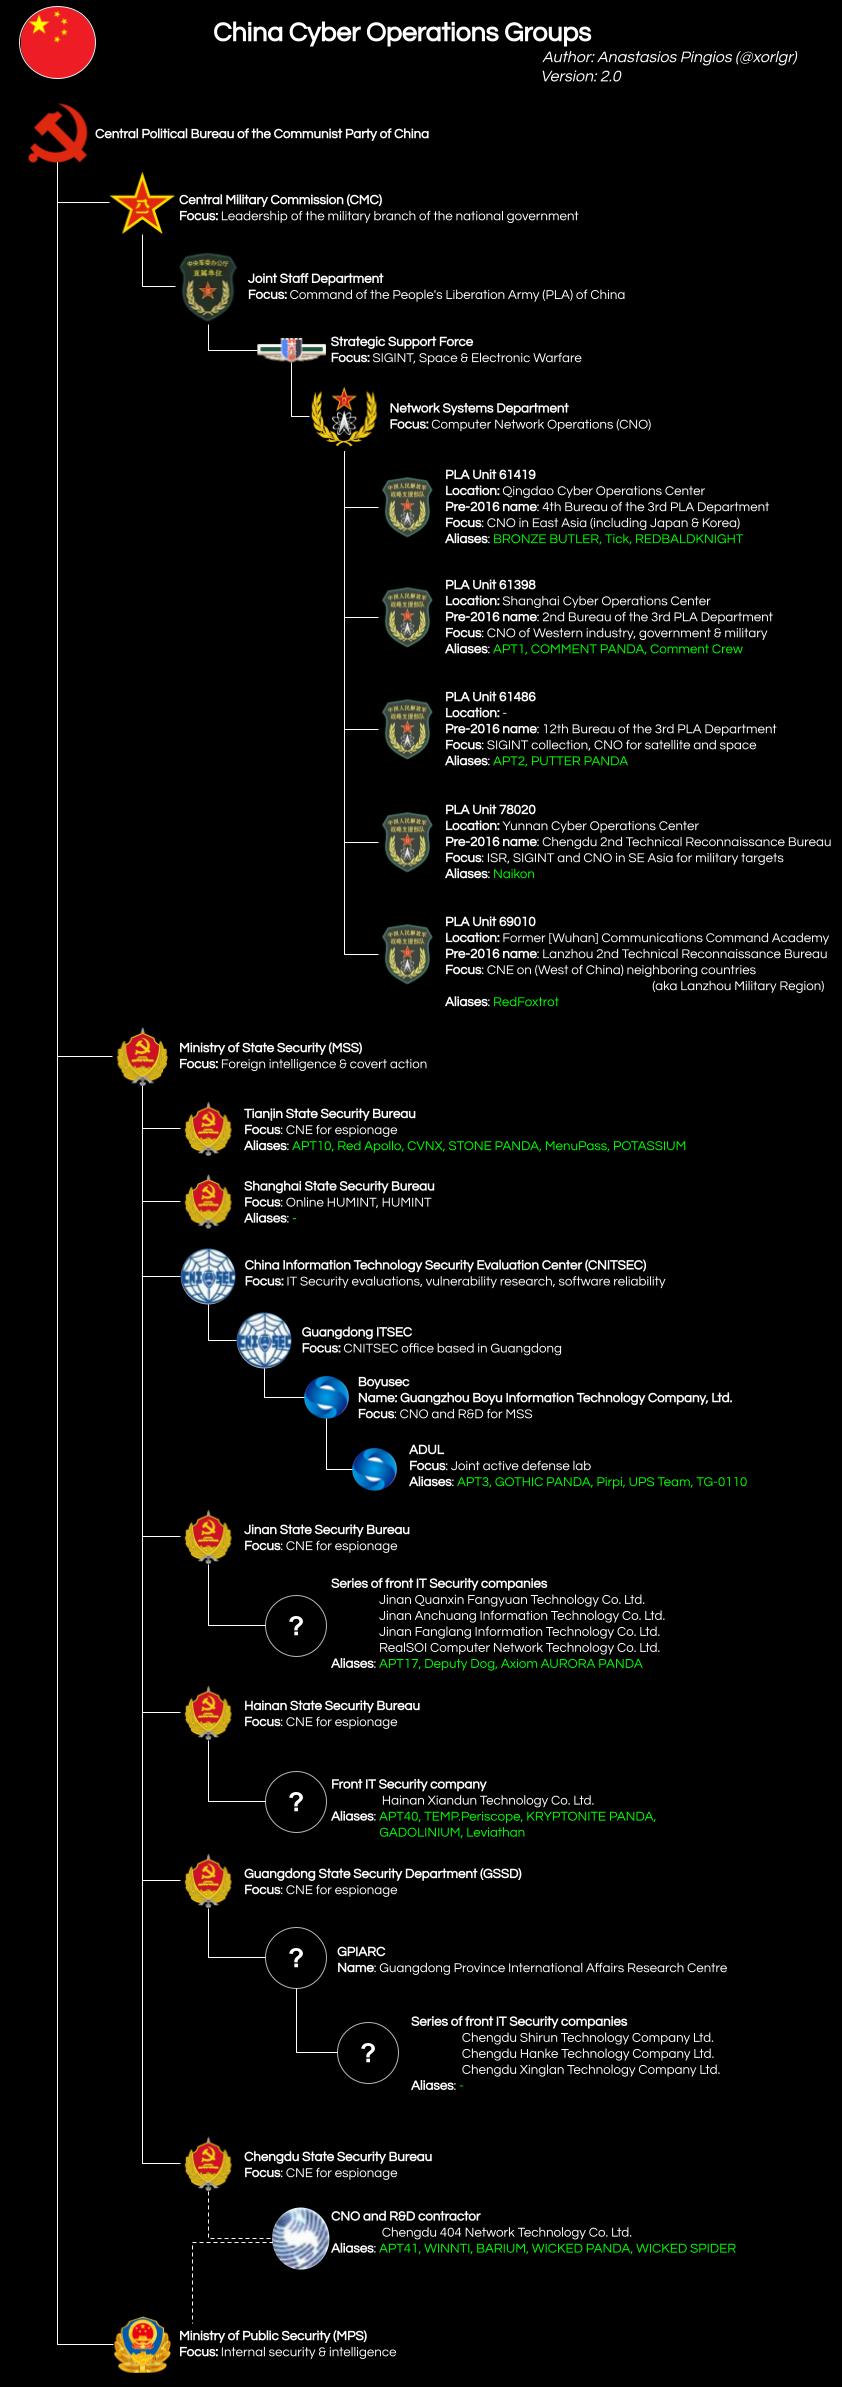 China Cyber Operations Groups
Author: Anastasios Pingios (@xorlgr)
Version: 2.0
Central Political Bureau of the Communist Party of China
Central Military Commission (CMC)
Focus: Leadership of the military branch of the national government
中央军委办公厅
直属单位
Joint Staff Department
Focus: Command of the People's Liberation Army (PLA) of China
Strategic Support Force
Focus: SIGINT, Space & Electronic Warfare
Network Systems Department
Focus: Computer Network Operations (CNO)
PLA Unit 61419
Location: Qingdao Cyber Operations Center
Pre-2016 name: 4th Bureau of the 3rd PLA Department
Focus: CNO in East Asia (including Japan & Korea)
Aliases: BRONZE BUTLER, Tick, REDBALDKNIGHT
PLA Unit 61398
Location: Shanghai Cyber Operations Center
Pre-2016 name: 2nd Bureau of the 3rd PLA Department
Focus: CNO of Western industry, government & military
Aliases: APT1, COMMENT PANDA, Comment Crew
PLA Unit 61486
Location: -
Pre-2016 name: 12th Bureau of the 3rd PLA Department
Focus: SIGINT collection, CNO for satellite and space
Aliases: APT2, PUTTER PANDA
PLA Unit 78020
Location: Yunnan Cyber Operations Center
Pre-2016 name: Chengdu 2nd Technical Reconnaissance Bureau
Focus: ISR, SIGINT and CNO in SE Asia for military targets
Aliases: Naikon
PLA Unit 69010
Location: Former [Wuhan] Communications Command Academy
Pre-2016 name: Lanzhou 2nd Technical Reconnaissance Bureau
Focus: CNE on (West of China) neighboring countries
(aka Lanzhou Military Region)
Aliases: RedFoxtrot
Ministry of State Security (MSS)
Focus: Foreign intelligence & covert action
Tianjin State Security Bureau
Focus: CNE for espionage
Aliases: APT10, Red Apollo, CVNX, STONE PANDA, MenuPass, POTASSIUM
Shanghai State Security Bureau
Focus: Online HUMINT, HUMINT
Aliases: -
China Information Technology Security Evaluation Center (CNITSEC)
Focus: IT Security evaluations, vulnerability research, software reliability
Guangdong ITSEC
Focus: CNITSEC office based in Guangdong
Boyusec
Name: Guangzhou Boyu Information Technology Company, Ltd.
Focus: CNO and R&D for MSS
ADUL
Focus: Joint active defense lab
Aliases: APT3, GOTHIC PANDA, Pirpi, UPS Team, TG-0110
Jinan State Security Bureau
Focus: CNE for espionage
?
Series of front IT Security companies
Jinan Quanxin Fangyuan Technology Co. Ltd.
Jinan Anchuang Information Technology Co. Ltd.
Jinan Fanglang Information Technology Co. Ltd.
RealSOI Computer Network Technology Co. Ltd.
Aliases: APT17, Deputy Dog, Axiom AURORA PANDA
Hainan State Security Bureau
Focus: CNE for espionage
?
Front IT Security company
Hainan Xiandun Technology Co. Ltd.
Aliases: APT40, TEMP.Periscope, KRYPTONITE PANDA,
GADOLINIUM, Leviathan
Guangdong State Security Department (GSSD)
Focus: CNE for espionage
?
GPIARC
Name: Guangdong Province International Affairs Research Centre
?
Series of front IT Security companies
Chengdu Shirun Technology Company Ltd.
Chengdu Hanke Technology Company Ltd.
Chengdu Xinglan Technology Company Ltd.
Aliases: -
Chengdu State Security Bureau
Focus: CNE for espionage
CNO and R&D contractor
Chengdu 404 Network Technology Co. Ltd.
Aliases: APT41, WINNTI, BARIUM, WICKED PANDA, WICKED SPIDER
Ministry of Public Security (MPS)
Focus: Internal security & intelligence